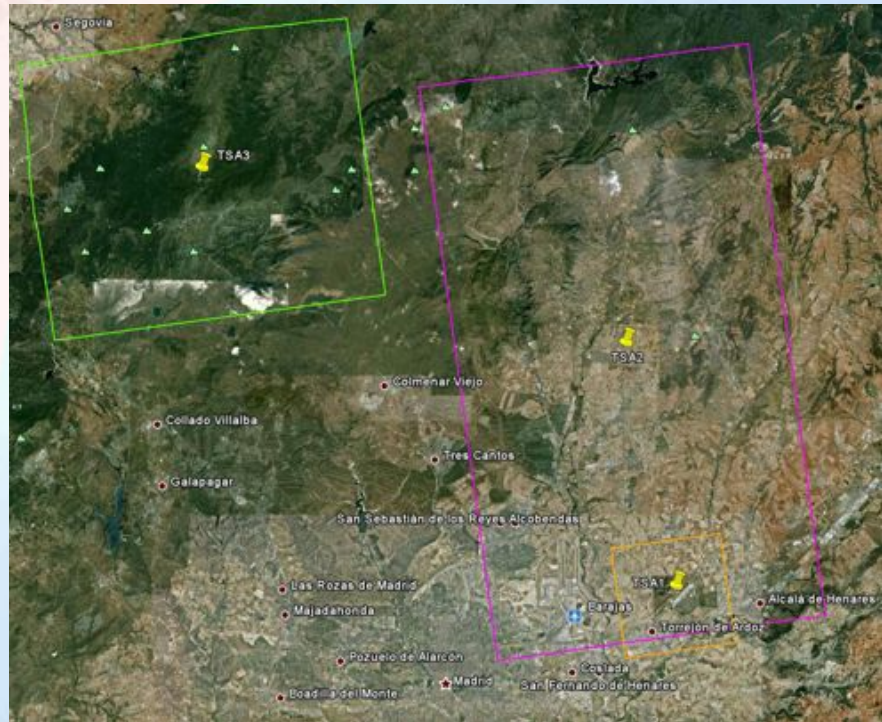 Segovia
TSA3
TSA2
Colmenar Viejo
Collado Villalba
Tres Cantos
Galapagar
San Sebastián de los Reyes Alcobendas
TSA1
Las Rozas de Madrid
Alcalá de Henares
Majadahonda
Barajas
Torrejón de Ardoz
Pozuelo de Alarcón
Coslada
Madrid
San Fernando de Henares
Boadilla del Monte